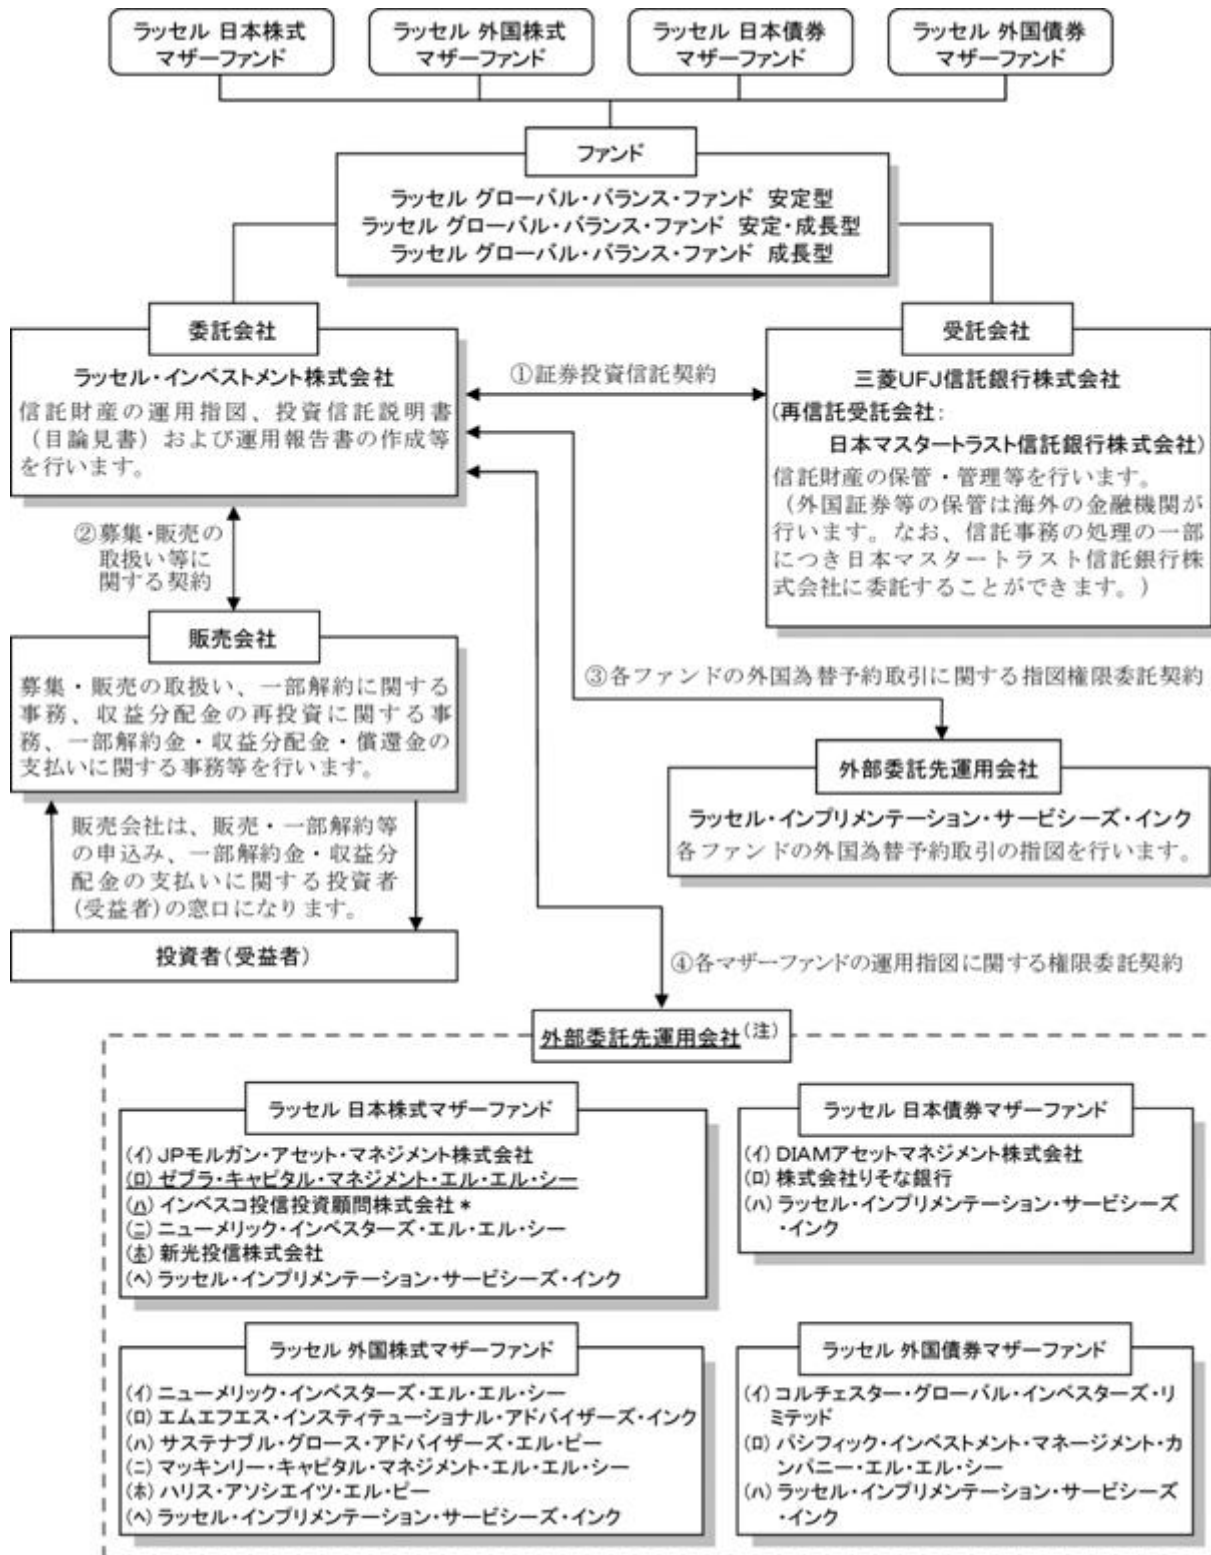 ラッセル 日本株式
マザーファンド
ラッセル 外国株式
マザーファンド
ラッセル 日本債券
マザーファンド
ラッセル 外国債券
マザーファンド
ファンド
ラッセル グローバル・バランス・ファンド 安定型
ラッセル グローバル・バランス・ファンド 安定・成長型
ラッセル グローバル・バランス・ファンド 成長型
委託会社
ラッセル・インベストメント株式会社
信託財産の運用指図、投資信託説明書
(目論見書)および運用報告書の作成等
を行います。
①証券投資信託契約
受託会社
三菱UFJ信託銀行株式会社
(再信託受託会社:
日本マスタートラスト信託銀行株式会社)
信託財産の保管・管理等を行います。
(外国証券等の保管は海外の金融機関が
行います。なお、信託事務の処理の一部
につき日本マスタートラスト信託銀行株
式会社に委託することができます。)
②募集・販売の
取扱い等に
関する契約
販売会社
募集・販売の取扱い、一部解約に関する
事務、収益分配金の再投資に関する事
務、一部解約金・収益分配金・償還金の
支払いに関する事務等を行います。
③各ファンドの外国為替予約取引に関する指図権限委託契約
外部委託先運用会社
ラッセル・インプリメンテーション・サービシーズ・インク
各ファンドの外国為替予約取引の指図を行います。
販売会社は、販売・一部解約等
の申込み、一部解約金・収益分
配金の支払いに関する投資者
(受益者)の窓口になります。
投資者(受益者)
④各マザーファンドの運用指図に関する権限委託契約
外部委託先運用会社(注)
ラッセル 日本株式マザーファンド
(イ) JPモルガン・アセット・マネジメント株式会社
(ロ) ゼブラ・キャピタル・マネジメント・エル・エル・シー
(ハ) インベスコ投信投資顧問株式会社*
(ニ) ニューメリック・インベスターズ・エル・エル・シー
(ホ) 新光投信株式会社
(ヘ) ラッセル・インプリメンテーション・サービシーズ・インク
ラッセル 日本債券マザーファンド
(イ) DIAMアセットマネジメント株式会社
(ロ) 株式会社りそな銀行
(ハ) ラッセル・インプリメンテーション・サービシーズ
・インク
ラッセル 外国株式マザーファンド
(イ) ニューメリック・インベスターズ・エル・エル・シー
(ロ) エムエフエス・インスティテューショナル・アドバイザーズ・インク
(ハ) サステナブル・グロース・アドバイザーズ・エル・ピー
(ニ) マッキンリー・キャピタル・マネジメント・エル・エル・シー
(ホ) ハリス・アソシエイツ・エル・ピー
(ヘ) ラッセル・インプリメンテーション・サービシーズ・インク
ラッセル 外国債券マザーファンド
(イ) コルチェスター・グローバル・インベスターズ・リ
ミテッド
(ロ) パシフィック・インベストメント・マネージメント・カ
ンパニー・エル・エル・シー
(ハ) ラッセル・インプリメンテーション・サービシーズ
・インク